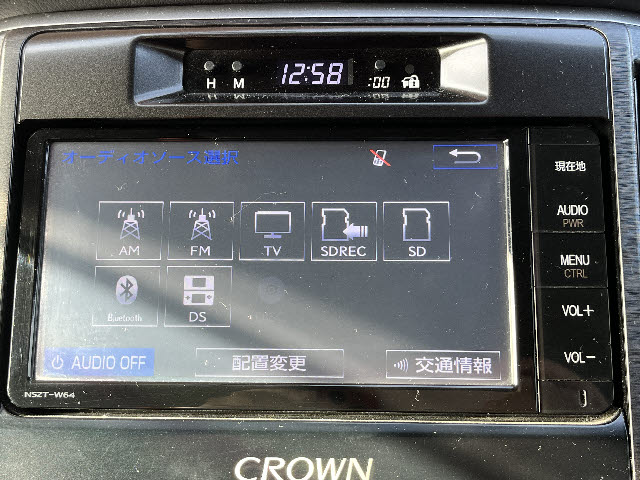 H M 12:58 :00
オーディオソース選択
現在地
AM FM TV SDREC SD
AUDIO
PWR
MENU
CTRL
Bluetooth DS
VOL+
VOL-
AUDIO OFF 配置変更 交通情報
NSZT-W64
CROWN